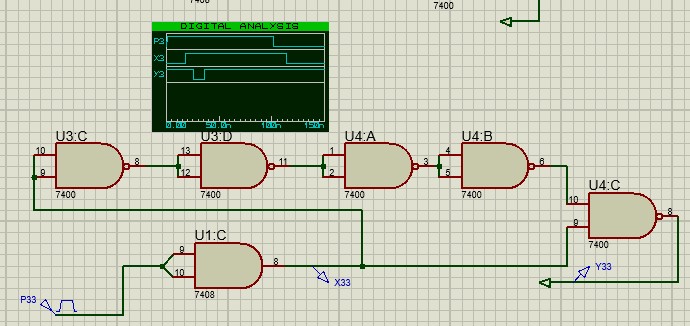 7408
7400
DIGITAL ANALYSIS
P3
X3
Y3
0.00 50.0n 100n 150n
U3:C U3:D U4:A U4:B
10 8 13 11 1 3 4 6
9 12 2 5
7400 7400 7400 7400
U4:C
10 8
9
7400
U1:C
9 8
10
7408
X33
Y33
P33